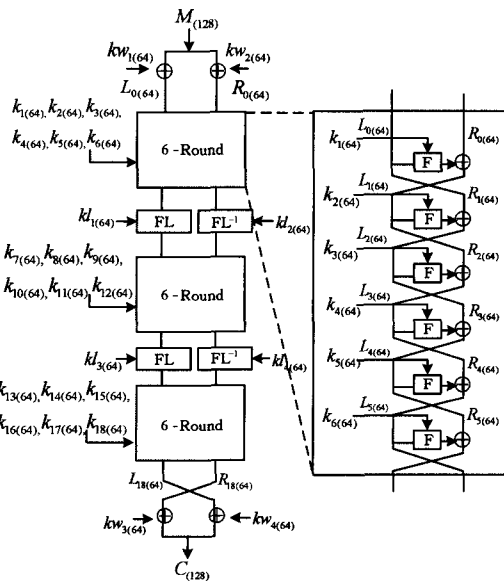 M(128)
kw1(64)
kw2(64)
L0(64)
R0(64)
k1(64),k2(64),k3(64),
k4(64),k5(64),k6(64)
6 -Round
kl1(64)
FL
FL-1
kl2(64)
k7(64),k8(64),k9(64),
k10(64),k11(64),k12(64)
6 -Round
kl3(64)
FL
FL-1
kl4(64)
k13(64),k14(64),k15(64),
k16(64),k17(64),k18(64)
6 -Round
L18(64)
R18(64)
kw3(64)
kw4(64)
C(128)
L0(64)
R0(64)
k1(64)
F
L1(64)
R1(64)
k2(64)
F
L2(64)
R2(64)
k3(64)
F
L3(64)
R3(64)
k4(64)
F
L4(64)
R4(64)
k5(64)
F
L5(64)
R5(64)
k6(64)
F